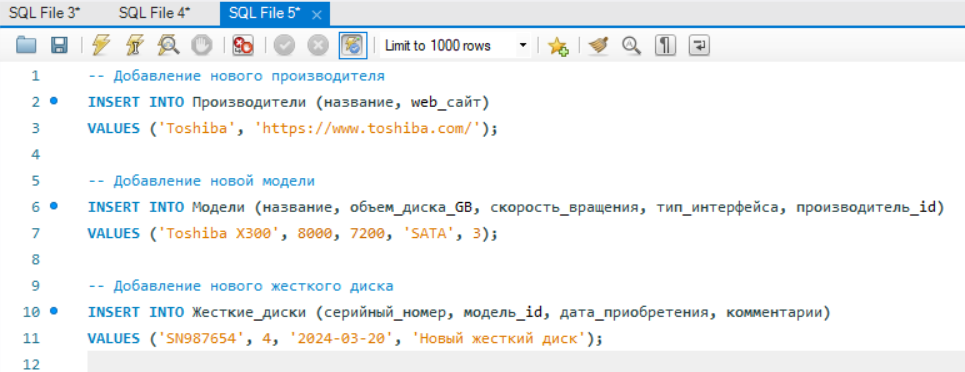 SQL File 3* SQL File 4* SQL File 5*
Limit to 1000 rows
1 -- Добавление нового производителя
2 INSERT INTO Производители (название, web_сайт)
3 VALUES ('Toshiba', 'https://www.toshiba.com/');
4
5 -- Добавление новой модели
6 INSERT INTO Модели (название, объем_диска_GB, скорость_вращения, тип_интерфейса, производитель_id)
7 VALUES ('Toshiba X300', 8000, 7200, 'SATA', 3);
8
9 -- Добавление нового жесткого диска
10 INSERT INTO Жесткие_диски (серийный_номер, модель_id, дата_приобретения, комментарии)
11 VALUES ('SN987654', 4, '2024-03-20', 'Новый жесткий диск');
12